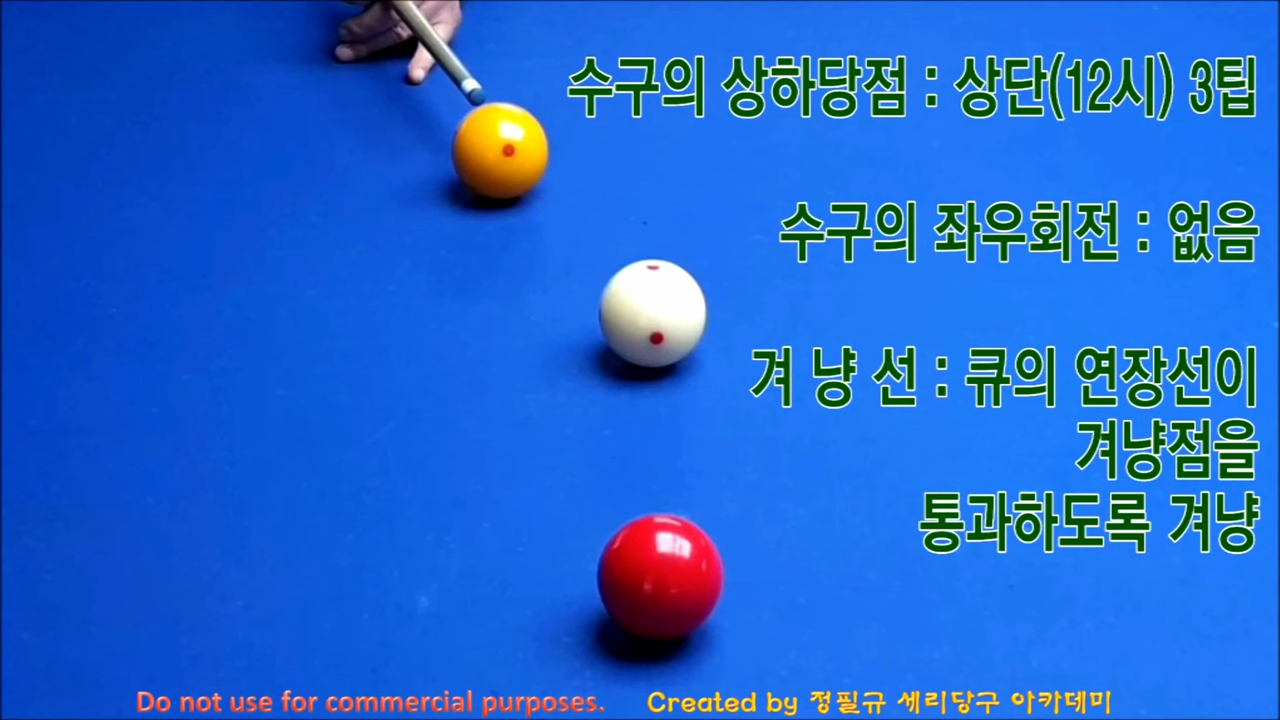 수구의 상하당점 : 상단(12시) 3팁
수구의 좌우회전 : 없음
겨 냥 선 : 큐의 연장선이
겨냥점을
통과하도록 겨냥
Do not use for commercial purposes. Created by 정필규 세리당구 아카데미